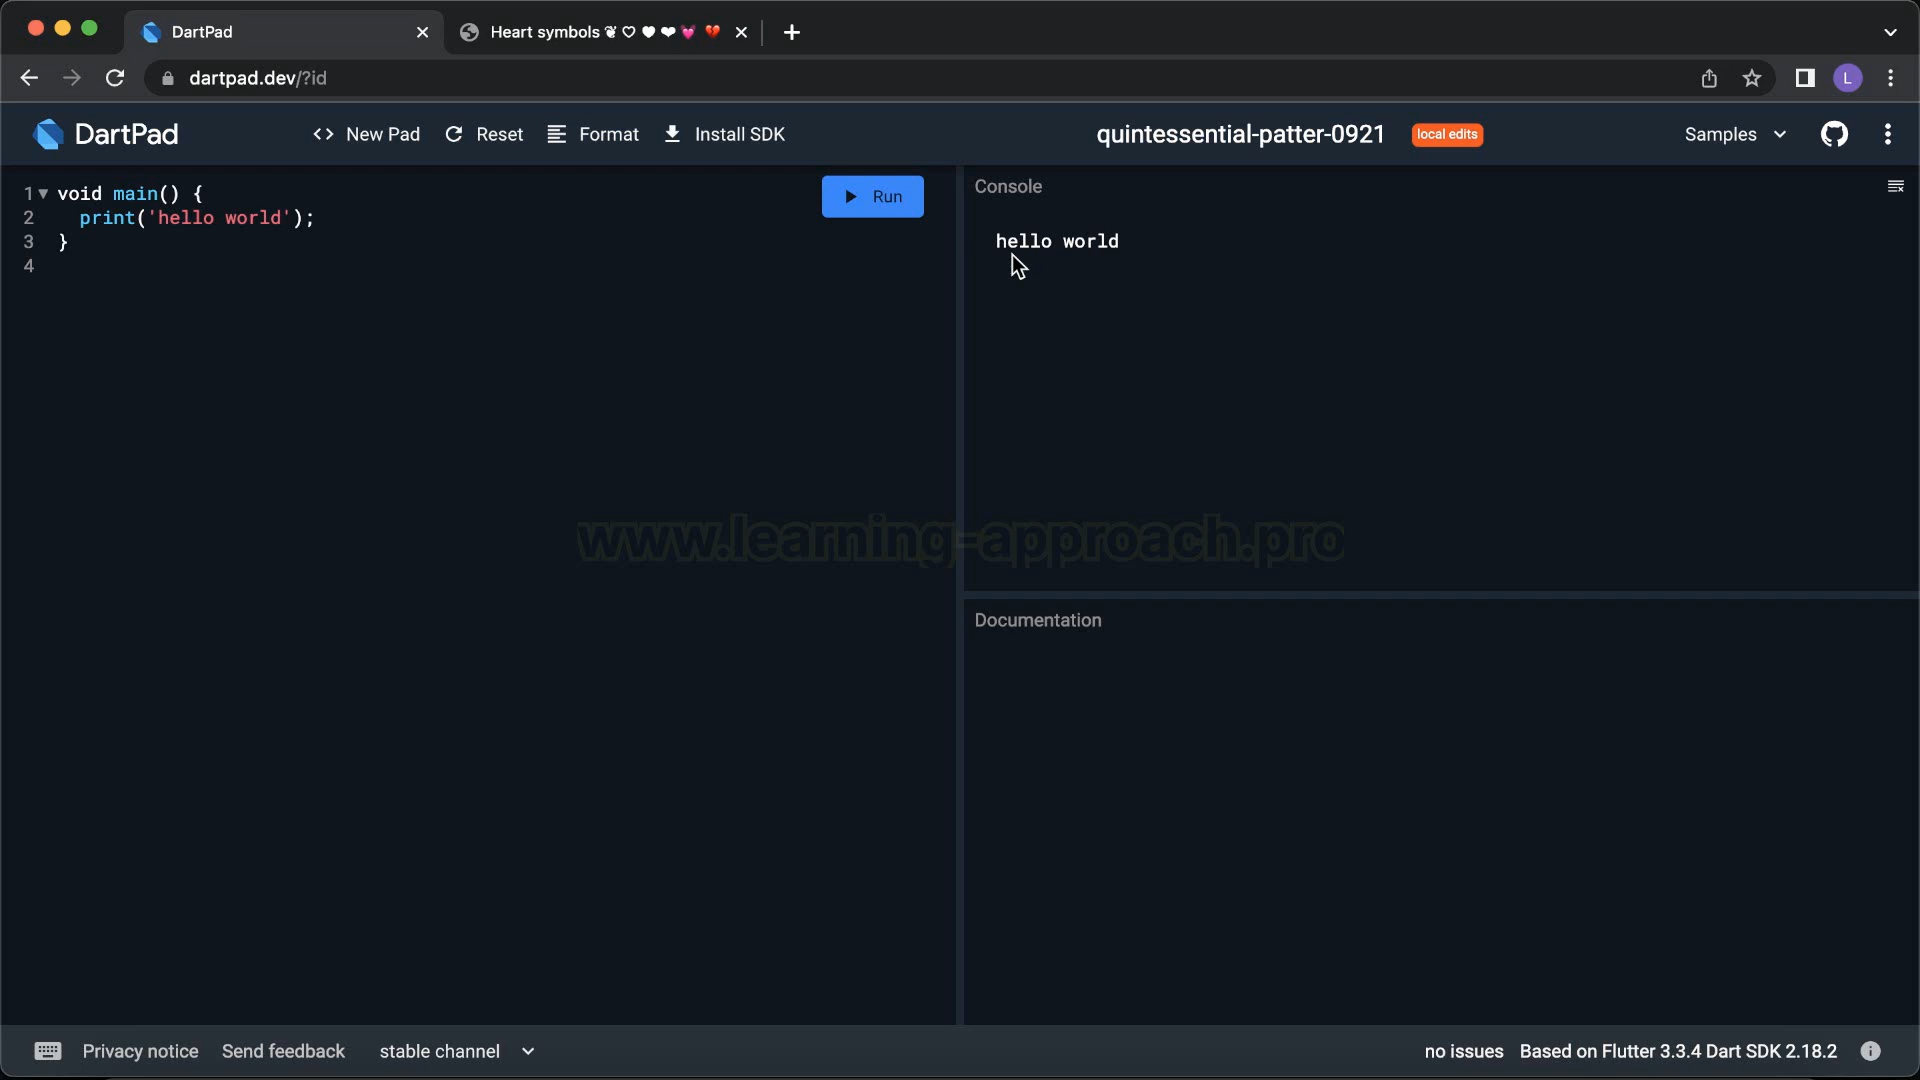 DartPad
Heart symbols ❦ ♡ ♥ ❤ 💓 💔
dartpad.dev/?id
DartPad
<> New Pad
Reset
Format
Install SDK
quintessential-patter-0921
local edits
Samples
L
1 void main() {
2 print('hello world');
3 }
4
Run
Console
hello world
www.learning-approach.pro
Documentation
Privacy notice
Send feedback
stable channel
no issues
Based on Flutter 3.3.4 Dart SDK 2.18.2